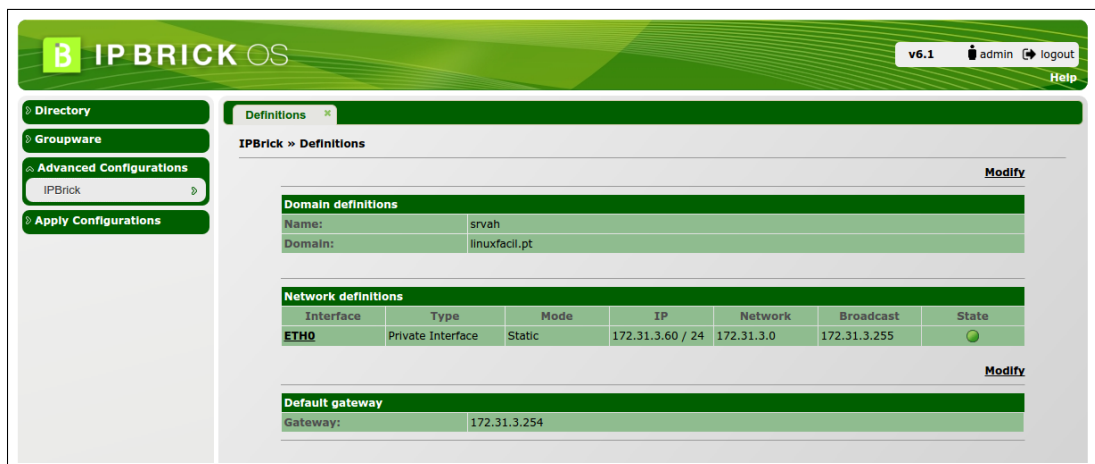 IPBRICK OS
v6.1 admin logout
Help
Directory
Groupware
Advanced Configurations
IPBrick
Apply Configurations
Definitions
IPBrick » Definitions
Modify
Domain definitions
Name: srvah
Domain: linuxfacil.pt
Network definitions
Interface Type Mode IP Network Broadcast State
ETH0 Private Interface Static 172.31.3.60 / 24 172.31.3.0 172.31.3.255
Modify
Default gateway
Gateway: 172.31.3.254